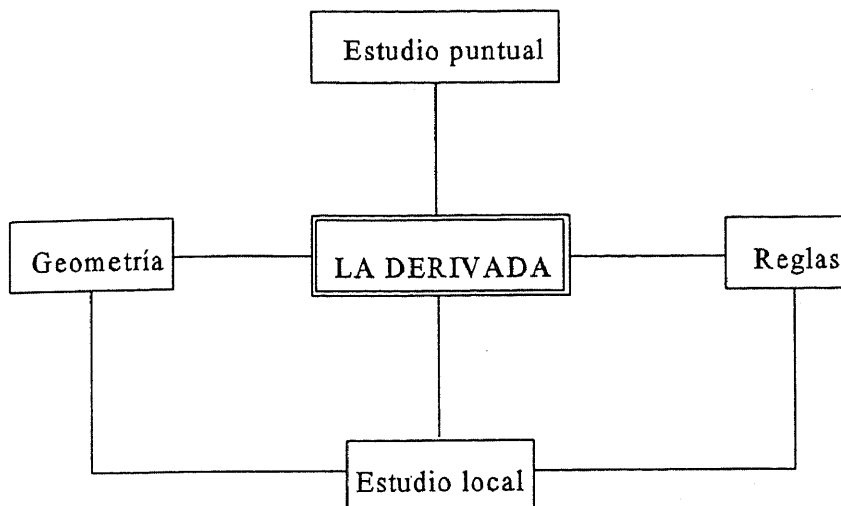 Estudio puntual
Geometría
LA DERIVADA
Reglas
Estudio local